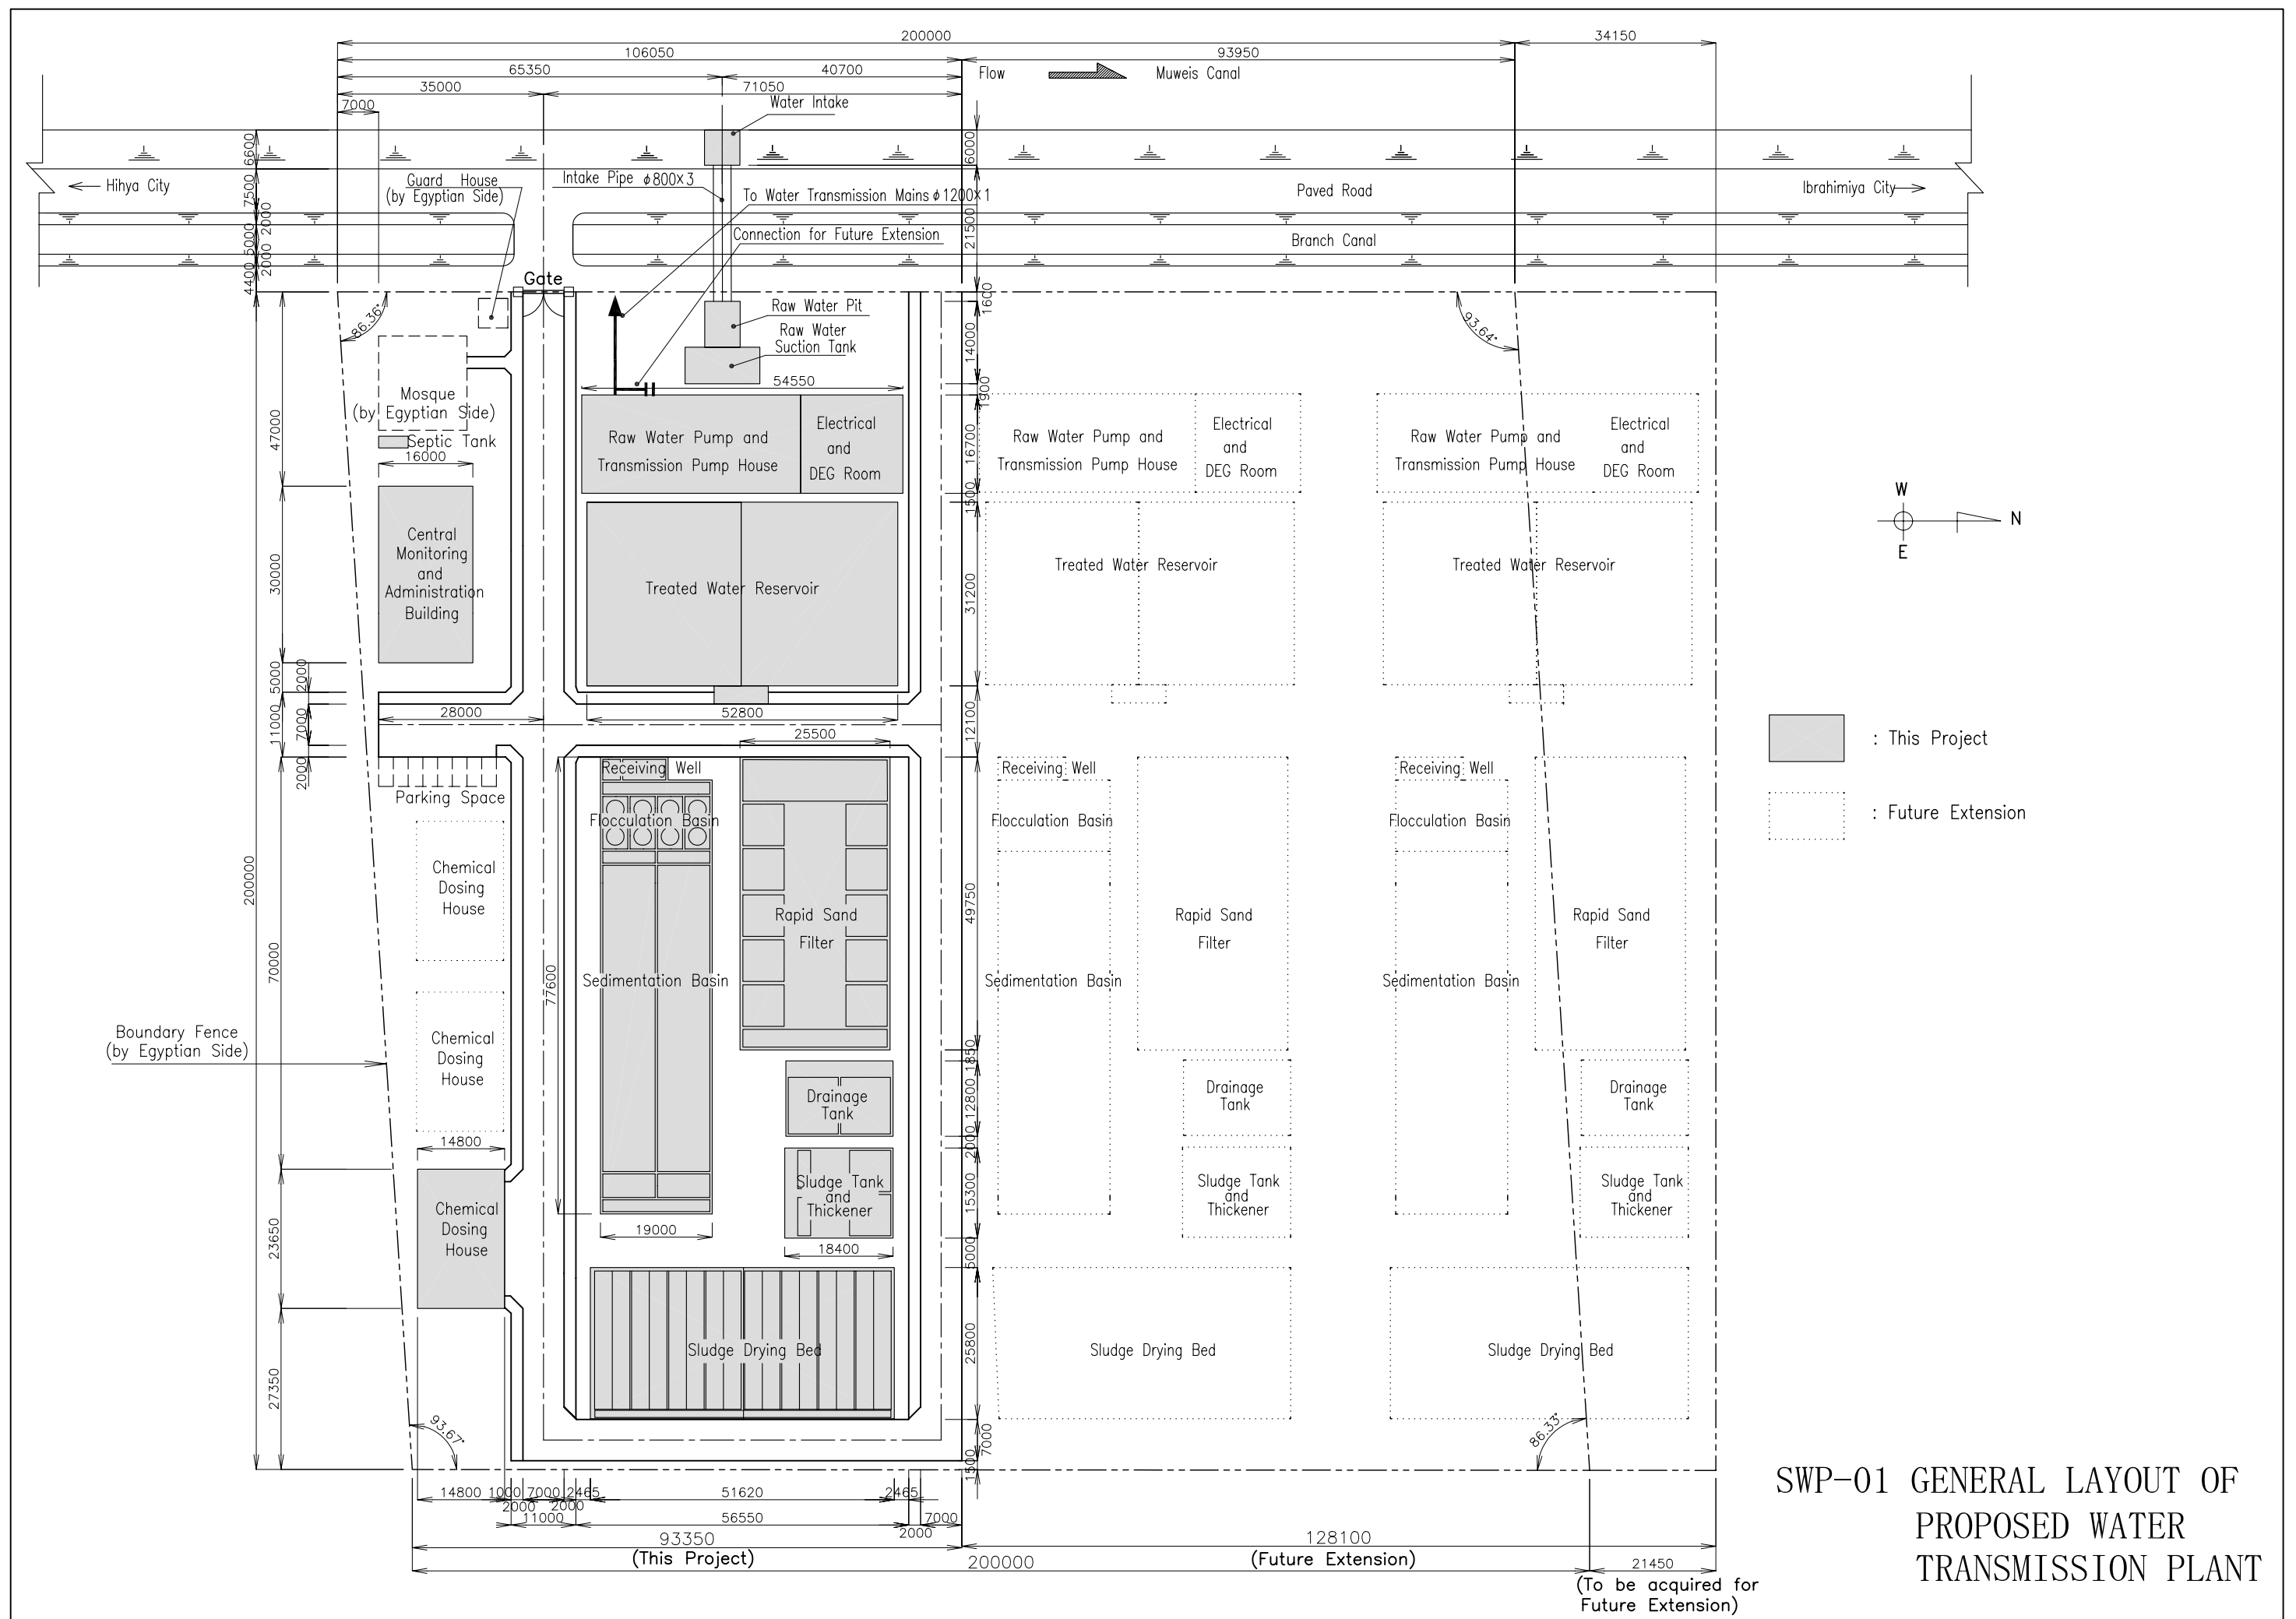 200000
34150
106050
93950
65350
40700
Flow
Muweis Canal
35000
71050
7000
Water Intake
6600
6000
Hihya City
Guard House
(by Egyptian Side)
Intake Pipe φ800×3
To Water Transmission Mains φ1200×1
Paved Road
Ibrahimiya City
7500
2000
21500
Connection for Future Extension
Branch Canal
5000
2000
4400
Gate
1600
86.36°
93.64°
Raw Water Pit
Raw Water
Suction Tank
14000
54550
1900
Mosque
(by Egyptian Side)
Septic Tank
16000
47000
Raw Water Pump and
Transmission Pump House
Electrical
and
DEG Room
16700
Raw Water Pump and
Transmission Pump House
Electrical
and
DEG Room
Raw Water Pump and
Transmission Pump House
Electrical
and
DEG Room
1500
W
N
E
Central
Monitoring
and
Administration
Building
30000
Treated Water Reservoir
31200
Treated Water Reservoir
Treated Water Reservoir
5000
2000
28000
52800
12100
11000
7000
2000
25500
: This Project
Receiving Well
Receiving Well
Receiving Well
Parking Space
Flocculation Basin
Flocculation Basin
Flocculation Basin
: Future Extension
Chemical
Dosing
House
200000
70000
77600
49750
Rapid Sand
Filter
Rapid Sand
Filter
Rapid Sand
Filter
Sedimentation Basin
Sedimentation Basin
Sedimentation Basin
Boundary Fence
(by Egyptian Side)
Chemical
Dosing
House
1850
Drainage
Tank
12800
Drainage
Tank
Drainage
Tank
14800
2000
Chemical
Dosing
House
23650
Sludge Tank
and
Thickener
15300
Sludge Tank
and
Thickener
Sludge Tank
and
Thickener
19000
18400
5000
27350
Sludge Drying Bed
25800
Sludge Drying Bed
Sludge Drying Bed
93.67°
86.33°
7000
1500
14800
1000
7000
2465
51620
2465
2000
2000
11000
56550
2000
7000
93350
(This Project)
128100
(Future Extension)
200000
21450
(To be acquired for
Future Extension)
SWP-01 GENERAL LAYOUT OF
PROPOSED WATER
TRANSMISSION PLANT